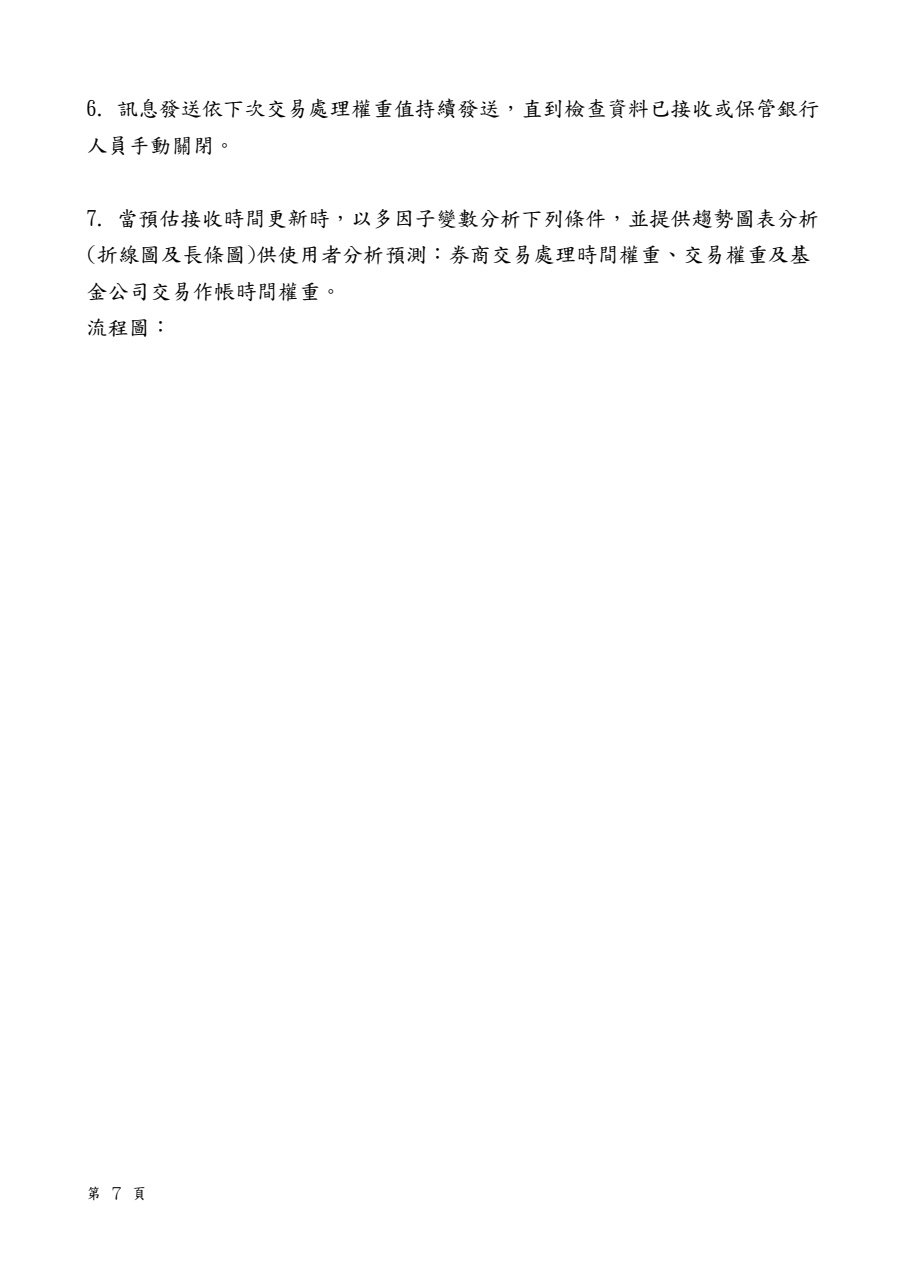 6. 訊息發送依下次交易處理權重值持續發送，直到檢查資料已接收或保管銀行
人員手動關閉。
7. 當預估接收時間更新時，以多因子變數分析下列條件，並提供趨勢圖表分析
(折線圖及長條圖)供使用者分析預測：券商交易處理時間權重、交易權重及基
金公司交易作帳時間權重。
流程圖：
第 7 頁